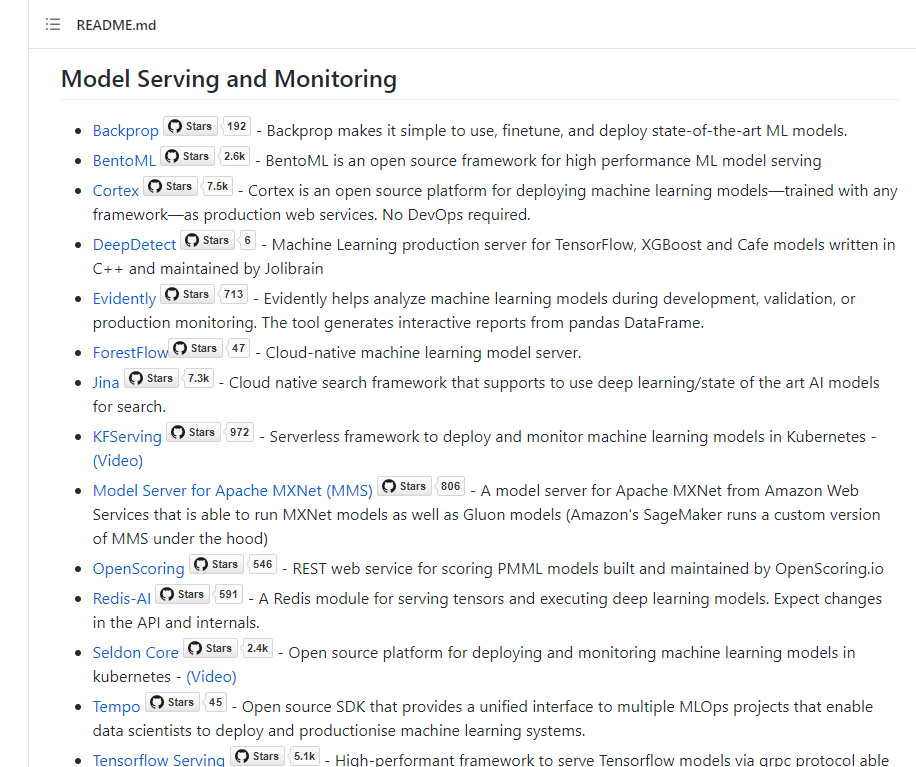 README.md
Model Serving and Monitoring
Backprop Stars 192 - Backprop makes it simple to use, finetune, and deploy state-of-the-art ML models.
BentoML Stars 2.6k - BentoML is an open source framework for high performance ML model serving
Cortex Stars 7.5k - Cortex is an open source platform for deploying machine learning models—trained with any
framework—as production web services. No DevOps required.
DeepDetect Stars 6 - Machine Learning production server for TensorFlow, XGBoost and Cafe models written in
C++ and maintained by Jolibrain
Evidently Stars 713 - Evidently helps analyze machine learning models during development, validation, or
production monitoring. The tool generates interactive reports from pandas DataFrame.
ForestFlow Stars 47 - Cloud-native machine learning model server.
Jina Stars 7.3k - Cloud native search framework that supports to use deep learning/state of the art AI models
for search.
KFServing Stars 972 - Serverless framework to deploy and monitor machine learning models in Kubernetes -
(Video)
Model Server for Apache MXNet (MMS) Stars 806 - A model server for Apache MXNet from Amazon Web
Services that is able to run MXNet models as well as Gluon models (Amazon's SageMaker runs a custom version
of MMS under the hood)
OpenScoring Stars 546 - REST web service for scoring PMML models built and maintained by OpenScoring.io
Redis-AI Stars 591 - A Redis module for serving tensors and executing deep learning models. Expect changes
in the API and internals.
Seldon Core Stars 2.4k - Open source platform for deploying and monitoring machine learning models in
kubernetes - (Video)
Tempo Stars 45 - Open source SDK that provides a unified interface to multiple MLOps projects that enable
data scientists to deploy and productionise machine learning systems.
Tensorflow Serving Stars 5.1k - High-performant framework to serve Tensorflow models via grpc protocol able